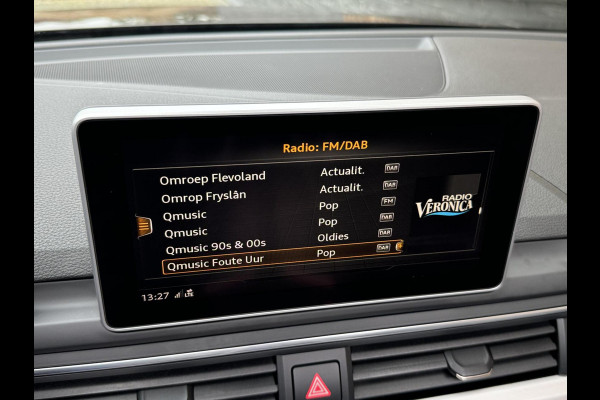 Radio: FM/DAB
Omroep Flevoland Actualit. DAB
Omrop Fryslân Actualit. DAB
Qmusic Pop FM
Qmusic Pop DAB
Qmusic 90s & 00s Oldies DAB
Qmusic Foute Uur Pop DAB
RADIO
VERONICA
13:27 LTE